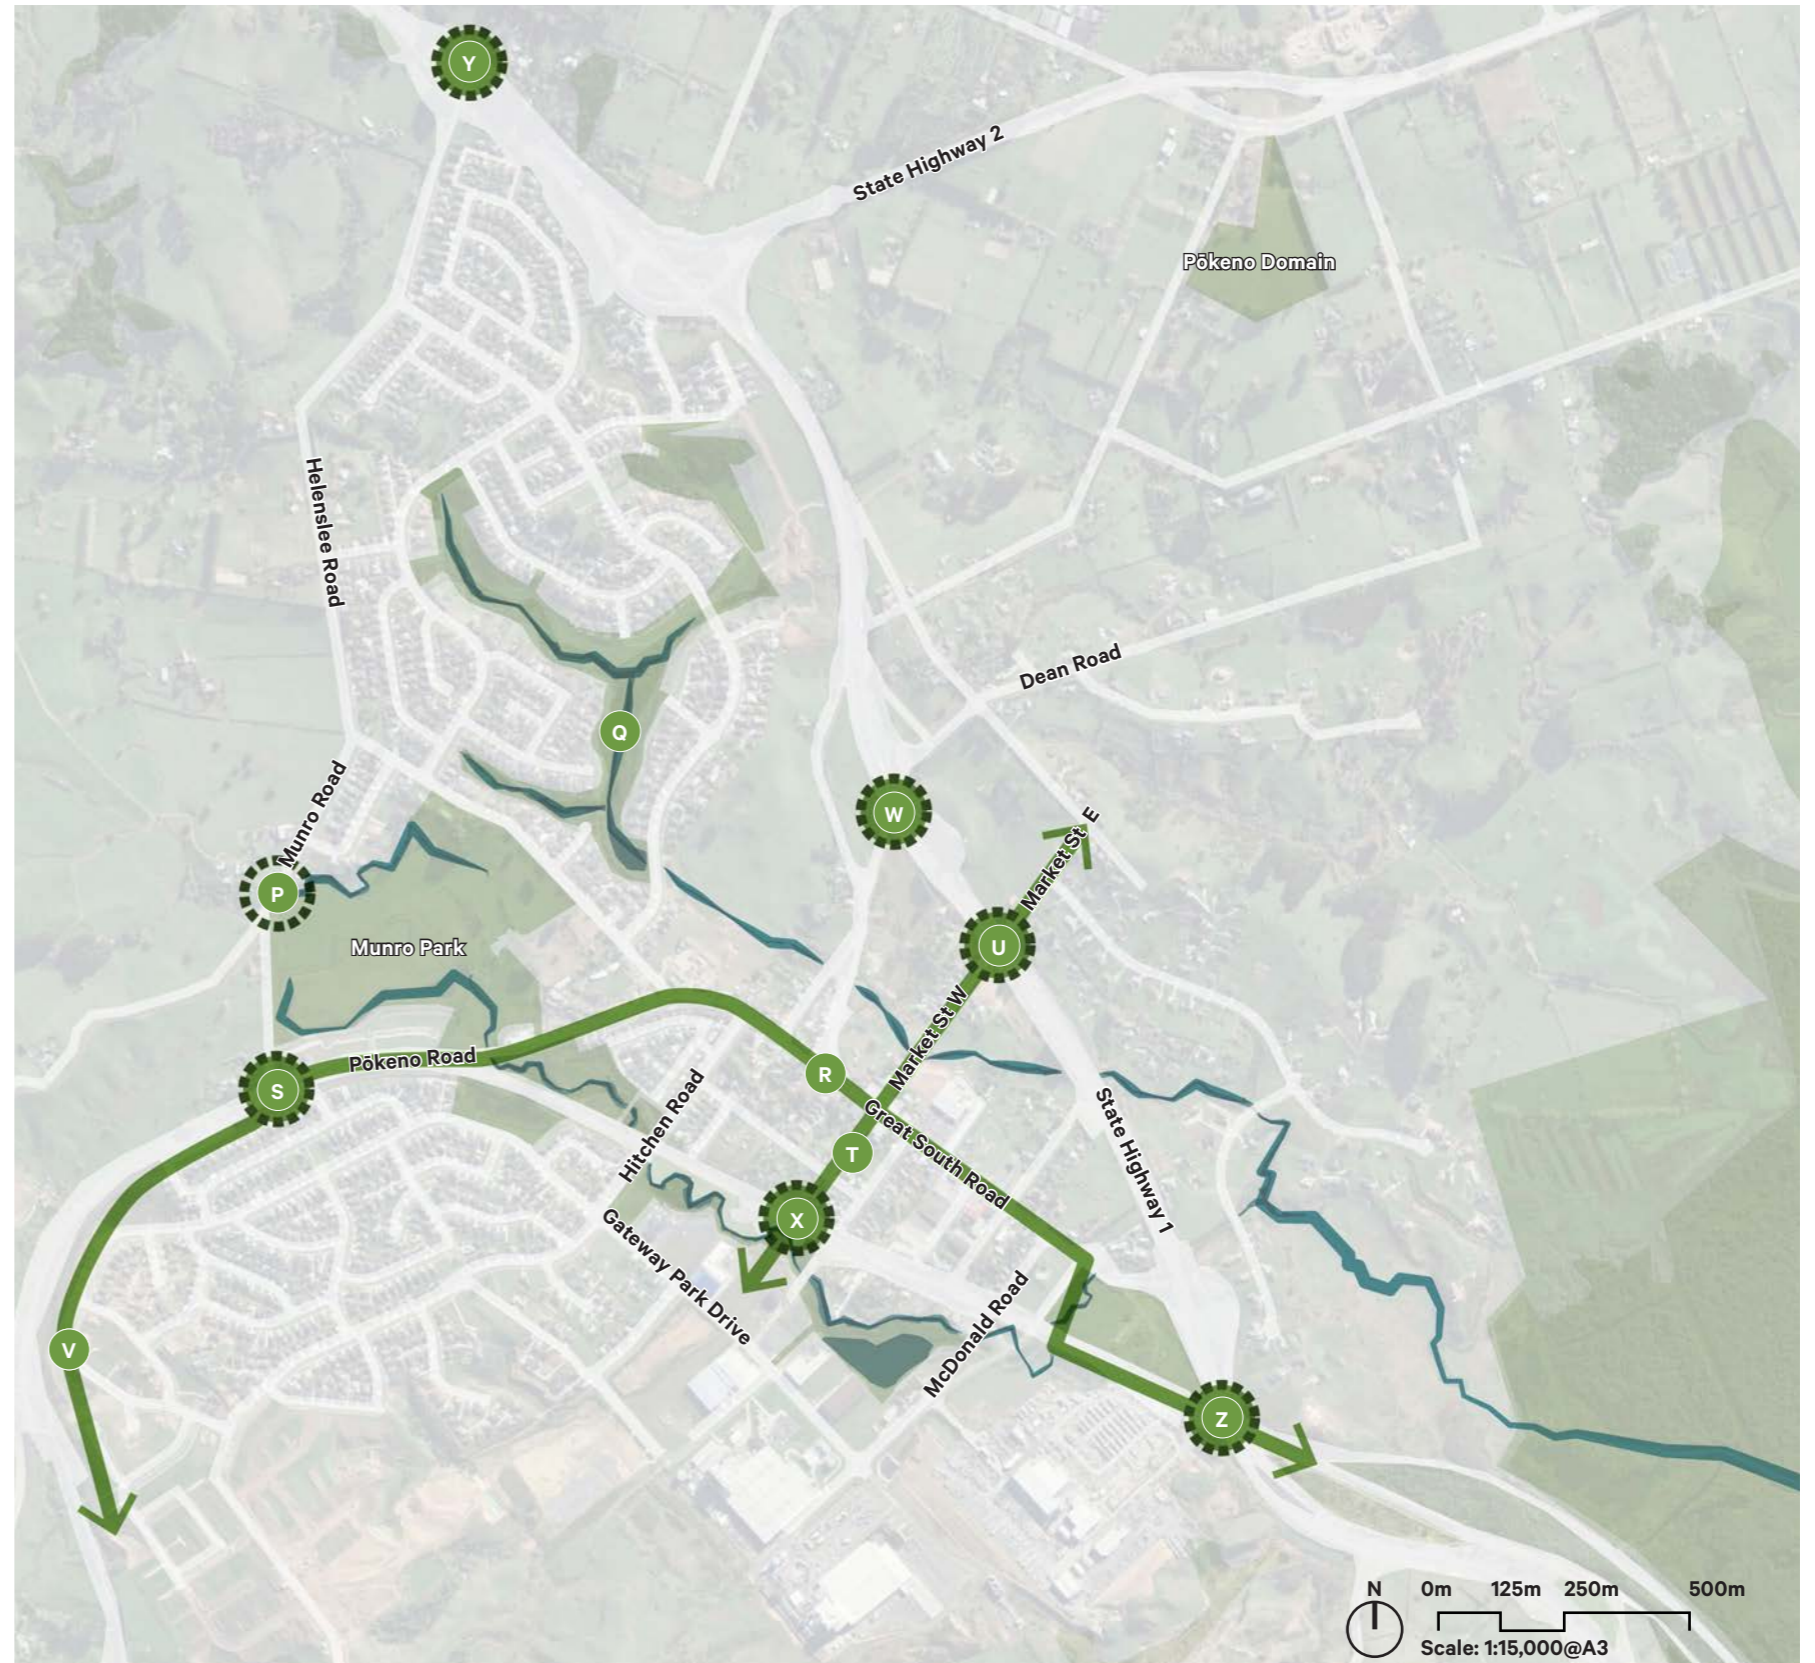 Y
State Highway 2
Pōkeno Domain
Helenslee Road
Dean Road
Q
Munro Road
W
Market St E
P
U
Munro Park
Market St W
Pōkeno Road
R
S
Hitchen Road
Great South Road
State Highway 1
T
X
Gateway Park Drive
McDonald Road
V
Z
N
0m 125m 250m 500m
Scale: 1:15,000@A3